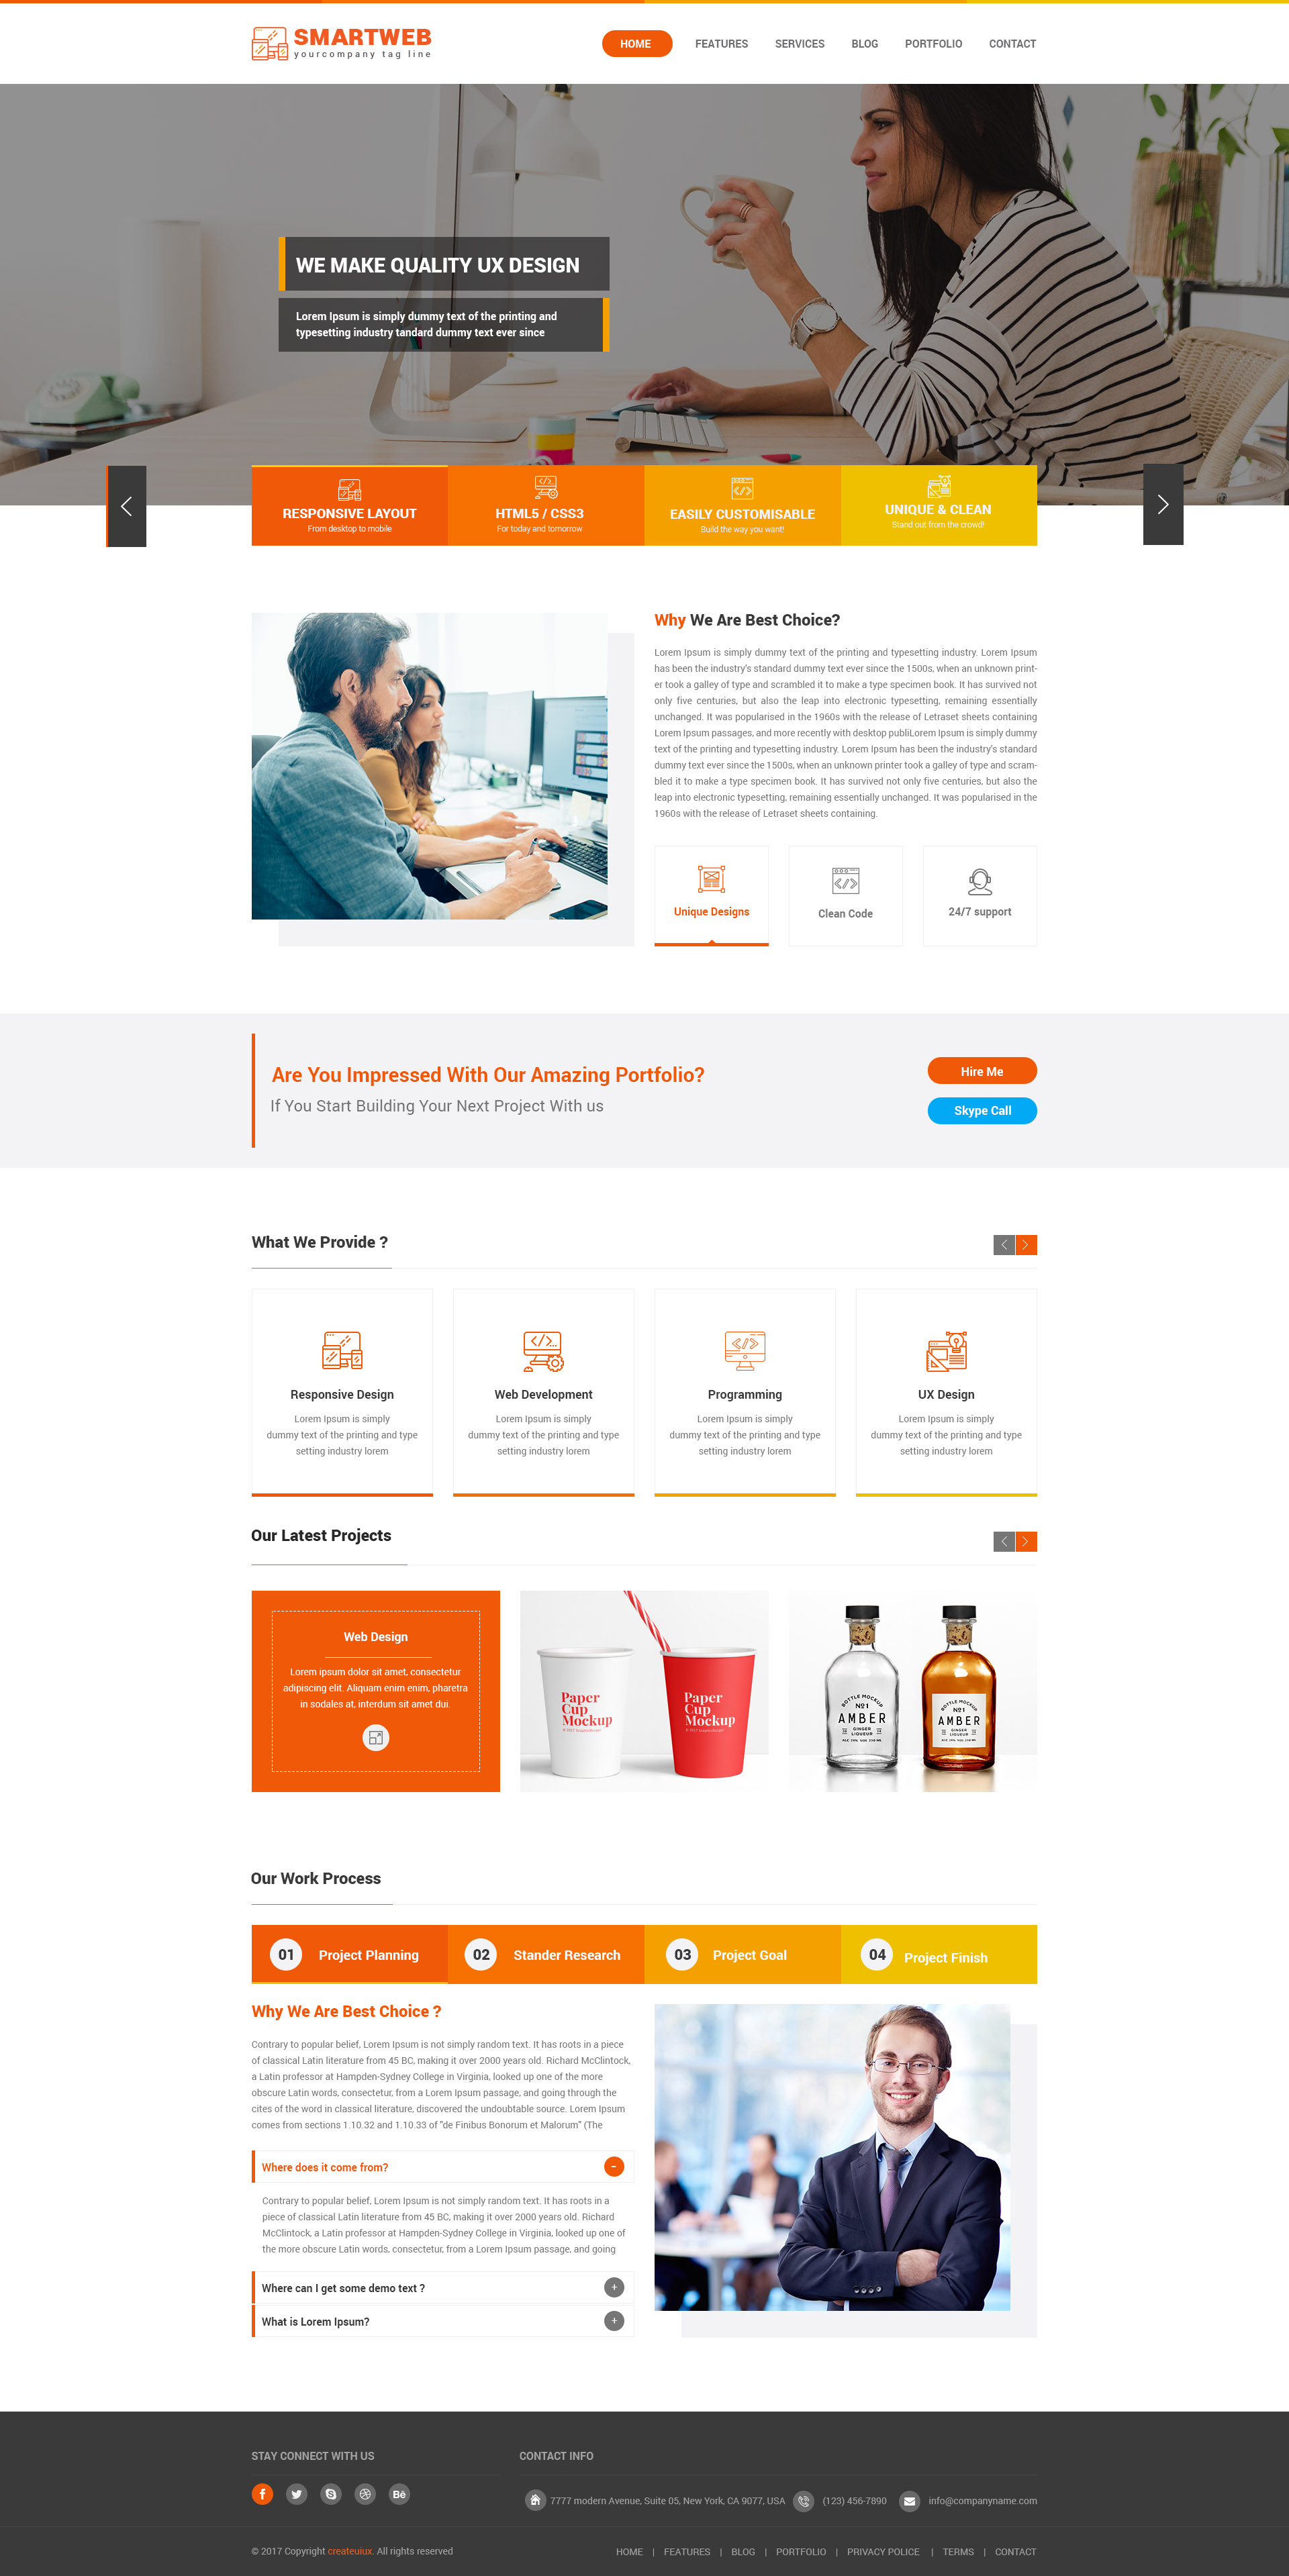 SMARTWEB
yourcompany tag line
HOME FEATURES SERVICES BLOG PORTFOLIO CONTACT
WE MAKE QUALITY UX DESIGN
Lorem Ipsum is simply dummy text of the printing and
typesetting industry tandard dummy text ever since
RESPONSIVE LAYOUT
From desktop to mobile
HTML5 / CSS3
For today and tomorrow
EASILY CUSTOMISABLE
Build the way you want!
UNIQUE & CLEAN
Stand out from the crowd!
Why We Are Best Choice?
Lorem Ipsum is simply dummy text of the printing and typesetting industry. Lorem Ipsum
has been the industry's standard dummy text ever since the 1500s, when an unknown print-
er took a galley of type and scrambled it to make a type specimen book. It has survived not
only five centuries, but also the leap into electronic typesetting, remaining essentially
unchanged. It was popularised in the 1960s with the release of Letraset sheets containing
Lorem Ipsum passages, and more recently with desktop publiLorem Ipsum is simply dummy
text of the printing and typesetting industry. Lorem Ipsum has been the industry's standard
dummy text ever since the 1500s, when an unknown printer took a galley of type and scram-
bled it to make a type specimen book. It has survived not only five centuries, but also the
leap into electronic typesetting, remaining essentially unchanged. It was popularised in the
1960s with the release of Letraset sheets containing.
Unique Designs
Clean Code
24/7 support
Are You Impressed With Our Amazing Portfolio?
If You Start Building Your Next Project With us
Hire Me
Skype Call
What We Provide ?
Responsive Design
Lorem Ipsum is simply
dummy text of the printing and type
setting industry lorem
Web Development
Lorem Ipsum is simply
dummy text of the printing and type
setting industry lorem
Programming
Lorem Ipsum is simply
dummy text of the printing and type
setting industry lorem
UX Design
Lorem Ipsum is simply
dummy text of the printing and type
setting industry lorem
Our Latest Projects
Web Design
Lorem ipsum dolor sit amet, consectetur
adipiscing elit. Aliquam enim enim, pharetra
in sodales at, interdum sit amet dui.
Paper
Cup
Mockup
Paper
Cup
Mockup
BOTTLE MOCKUP
Nº1
AMBER
GINGER
LIQUEUR
BOTTLE MOCKUP
Nº1
AMBER
GINGER
LIQUEUR
Our Work Process
01 Project Planning
02 Stander Research
03 Project Goal
04 Project Finish
Why We Are Best Choice ?
Contrary to popular belief, Lorem Ipsum is not simply random text. It has roots in a piece
of classical Latin literature from 45 BC, making it over 2000 years old. Richard McClintock,
a Latin professor at Hampden-Sydney College in Virginia, looked up one of the more
obscure Latin words, consectetur, from a Lorem Ipsum passage, and going through the
cites of the word in classical literature, discovered the undoubtable source. Lorem Ipsum
comes from sections 1.10.32 and 1.10.33 of "de Finibus Bonorum et Malorum" (The
Where does it come from?
Contrary to popular belief, Lorem Ipsum is not simply random text. It has roots in a
piece of classical Latin literature from 45 BC, making it over 2000 years old. Richard
McClintock, a Latin professor at Hampden-Sydney College in Virginia, looked up one of
the more obscure Latin words, consectetur, from a Lorem Ipsum passage, and going
Where can I get some demo text ?
What is Lorem Ipsum?
STAY CONNECT WITH US
CONTACT INFO
7777 modern Avenue, Suite 05, New York, CA 9077, USA
(123) 456-7890
info@companyname.com
© 2017 Copyright createuiux. All rights reserved
HOME | FEATURES | BLOG | PORTFOLIO | PRIVACY POLICE | TERMS | CONTACT